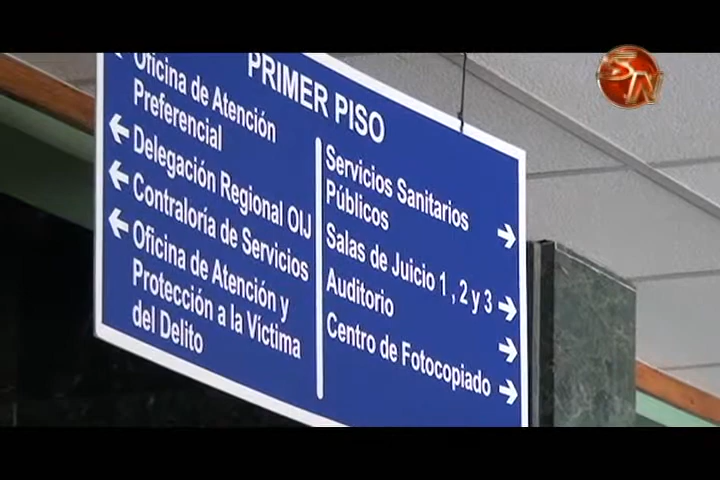 PRIMER PISO
Oficina de Atención
Preferencial
Delegación Regional OIJ
Contraloría de Servicios
Oficina de Atención y
Protección a la Víctima
del Delito
Servicios Sanitarios
Públicos
Salas de Juicio 1 , 2 y 3
Auditorio
Centro de Fotocopiado
SN